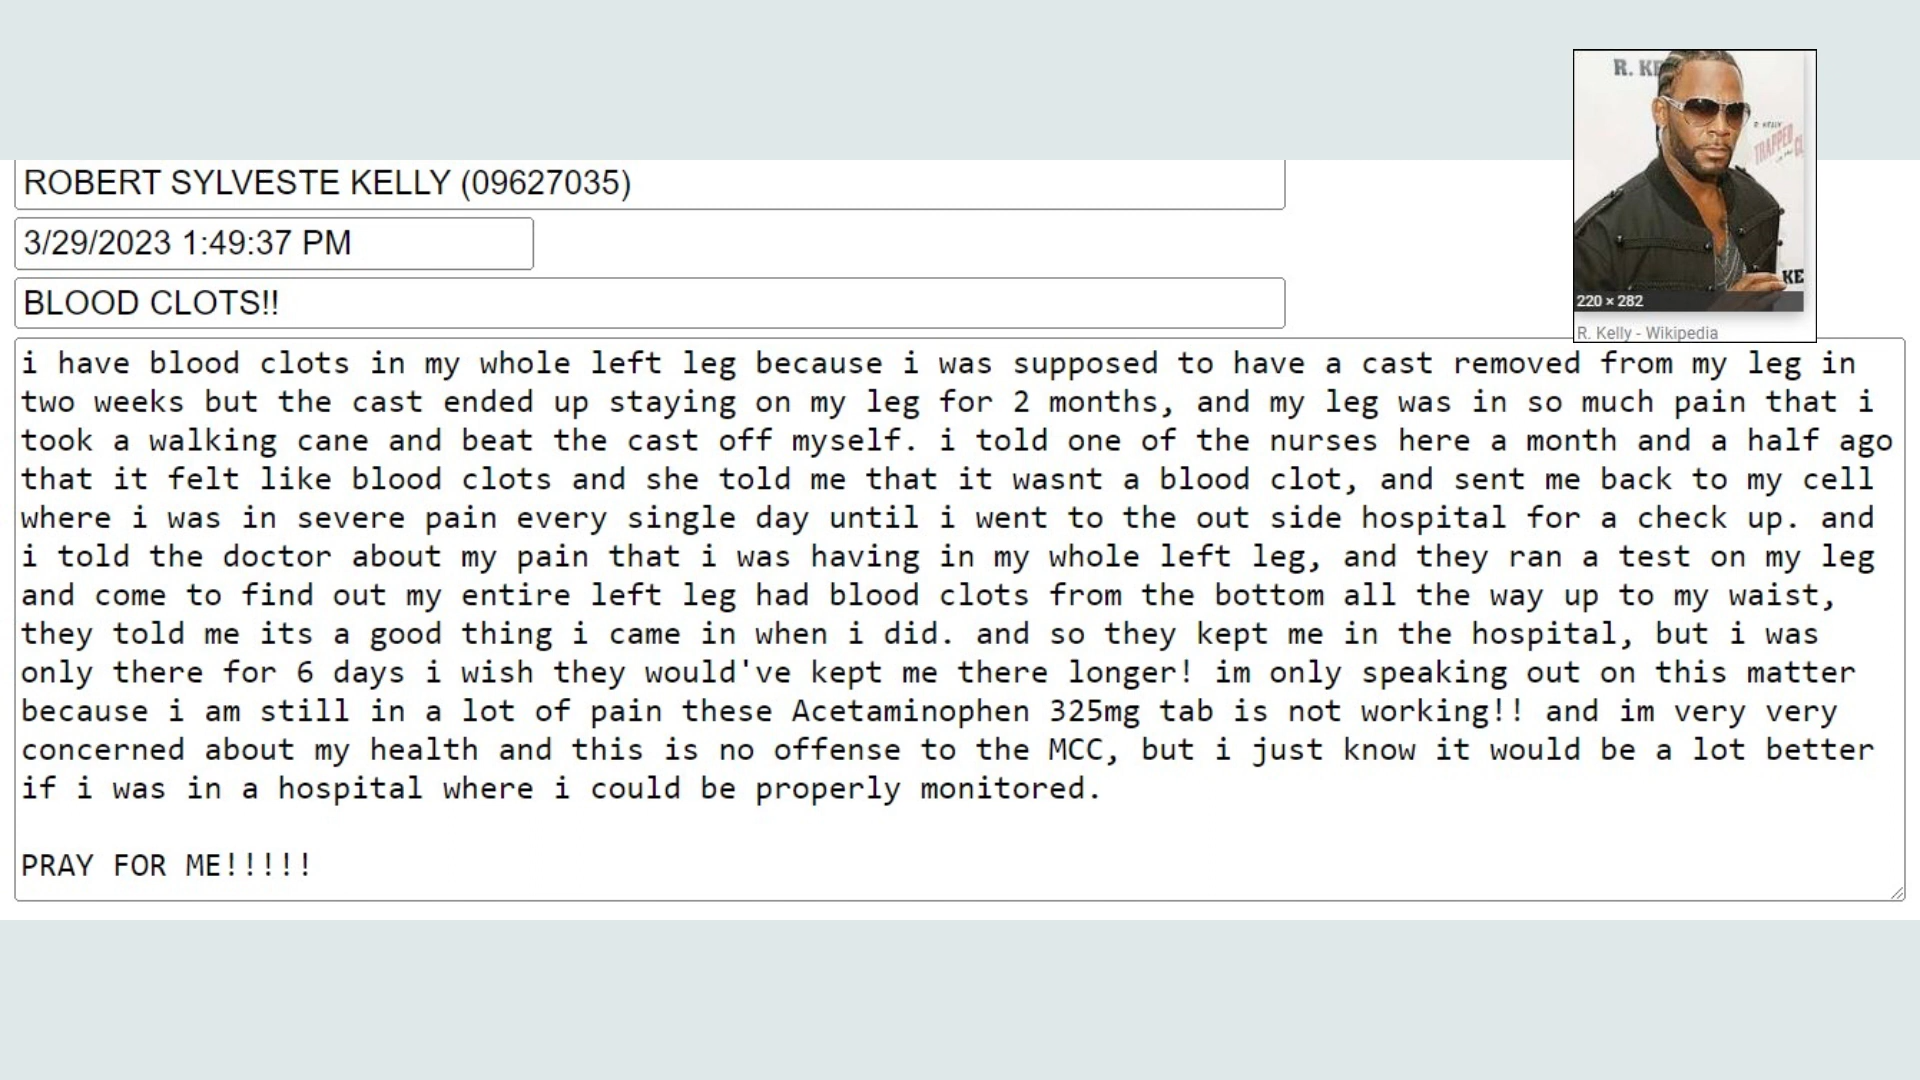 R. KE
R. KELLY
TRAPPED
KE
220 × 282
R. Kelly - Wikipedia
ROBERT SYLVESTE KELLY (09627035)
3/29/2023 1:49:37 PM
BLOOD CLOTS!!
i have blood clots in my whole left leg because i was supposed to have a cast removed from my leg in
two weeks but the cast ended up staying on my leg for 2 months, and my leg was in so much pain that i
took a walking cane and beat the cast off myself. i told one of the nurses here a month and a half ago
that it felt like blood clots and she told me that it wasnt a blood clot, and sent me back to my cell
where i was in severe pain every single day until i went to the out side hospital for a check up. and
i told the doctor about my pain that i was having in my whole left leg, and they ran a test on my leg
and come to find out my entire left leg had blood clots from the bottom all the way up to my waist,
they told me its a good thing i came in when i did. and so they kept me in the hospital, but i was
only there for 6 days i wish they would've kept me there longer! im only speaking out on this matter
because i am still in a lot of pain these Acetaminophen 325mg tab is not working!! and im very very
concerned about my health and this is no offense to the MCC, but i just know it would be a lot better
if i was in a hospital where i could be properly monitored.
PRAY FOR ME!!!!!